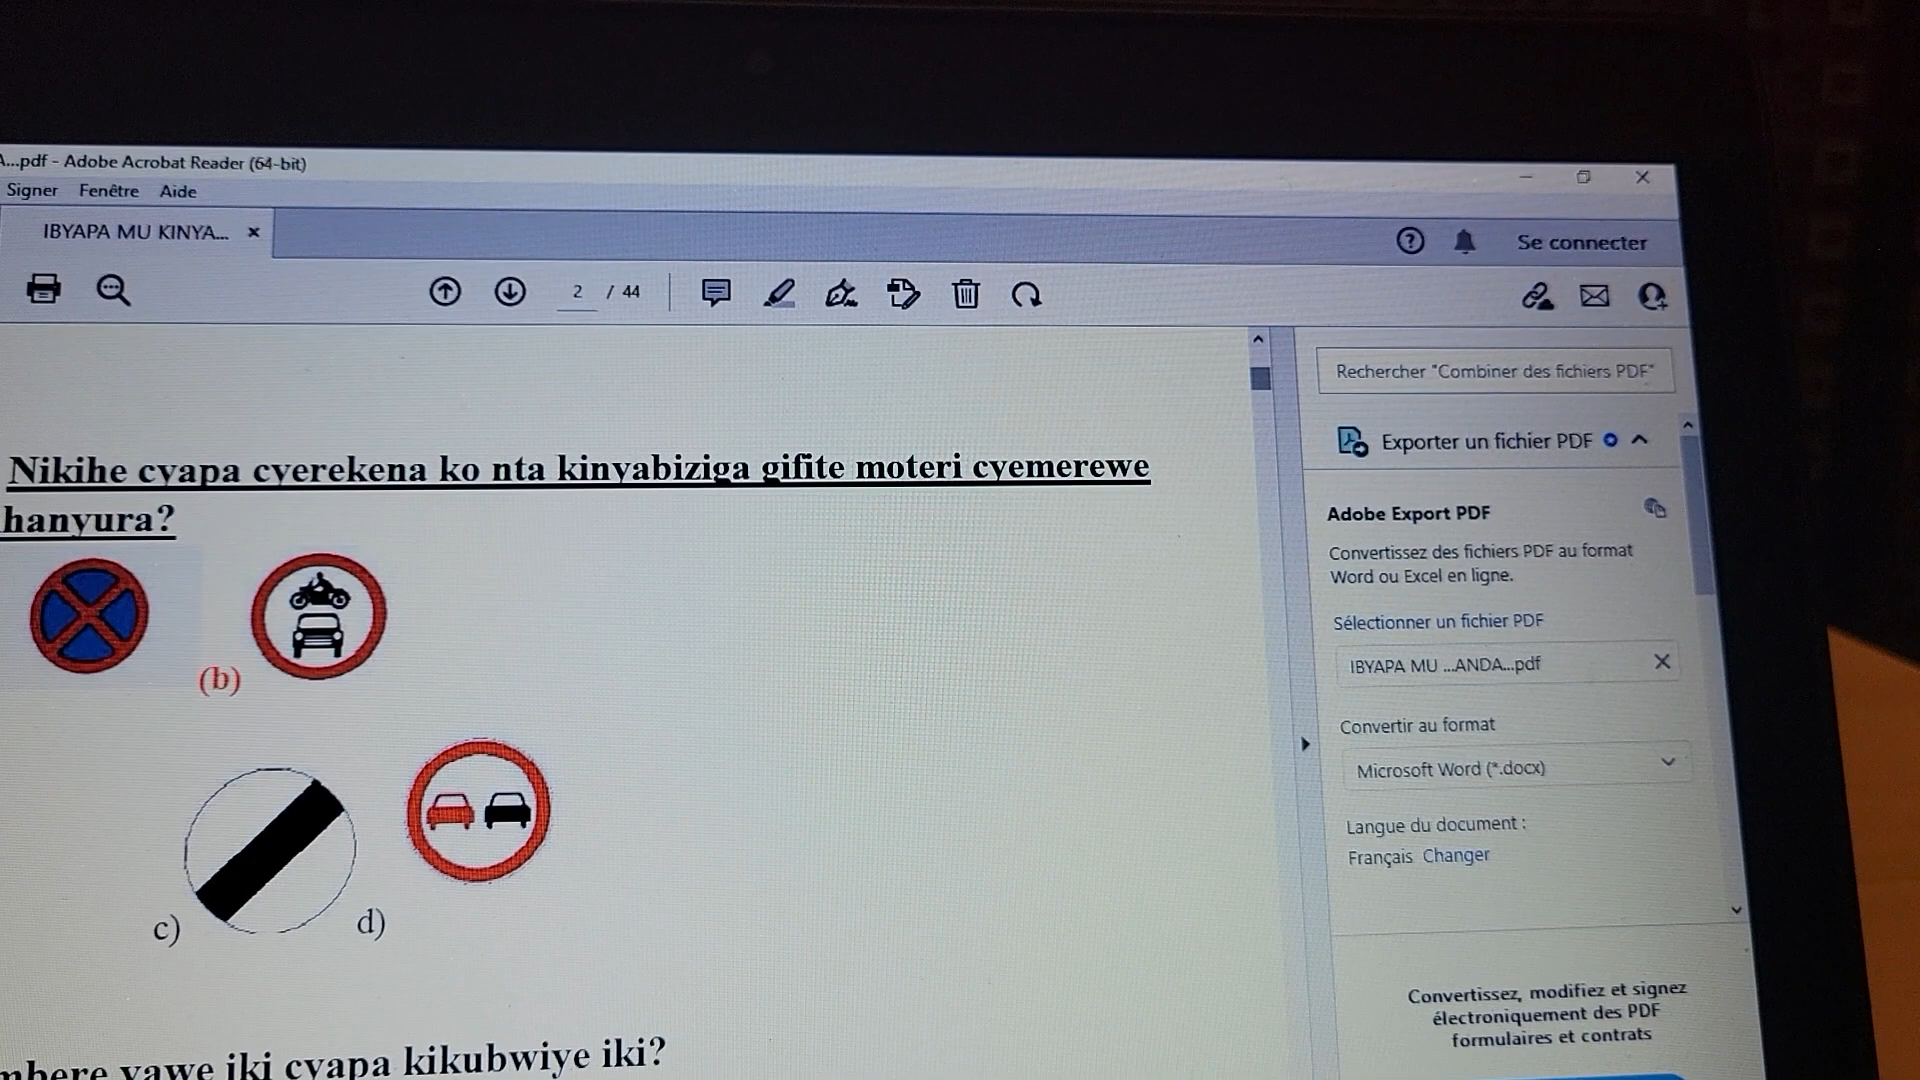 A...pdf - Adobe Acrobat Reader (64-bit)
Signer Fenêtre Aide
IBYAPA MU KINYA... ×
Se connecter
2 / 44
Rechercher "Combiner des fichiers PDF"
Exporter un fichier PDF
Nikihe cyapa cyerekena ko nta kinyabiziga gifite moteri cyemerewe
hanyura?
(b)
c)
d)
Adobe Export PDF
Convertissez des fichiers PDF au format
Word ou Excel en ligne.
Sélectionner un fichier PDF
IBYAPA MU ...ANDA...pdf
Convertir au format
Microsoft Word (*.docx)
Langue du document :
Français Changer
Convertissez, modifiez et signez
électroniquement des PDF
formulaires et contrats
yawe iki cyapa kikubwiye iki?